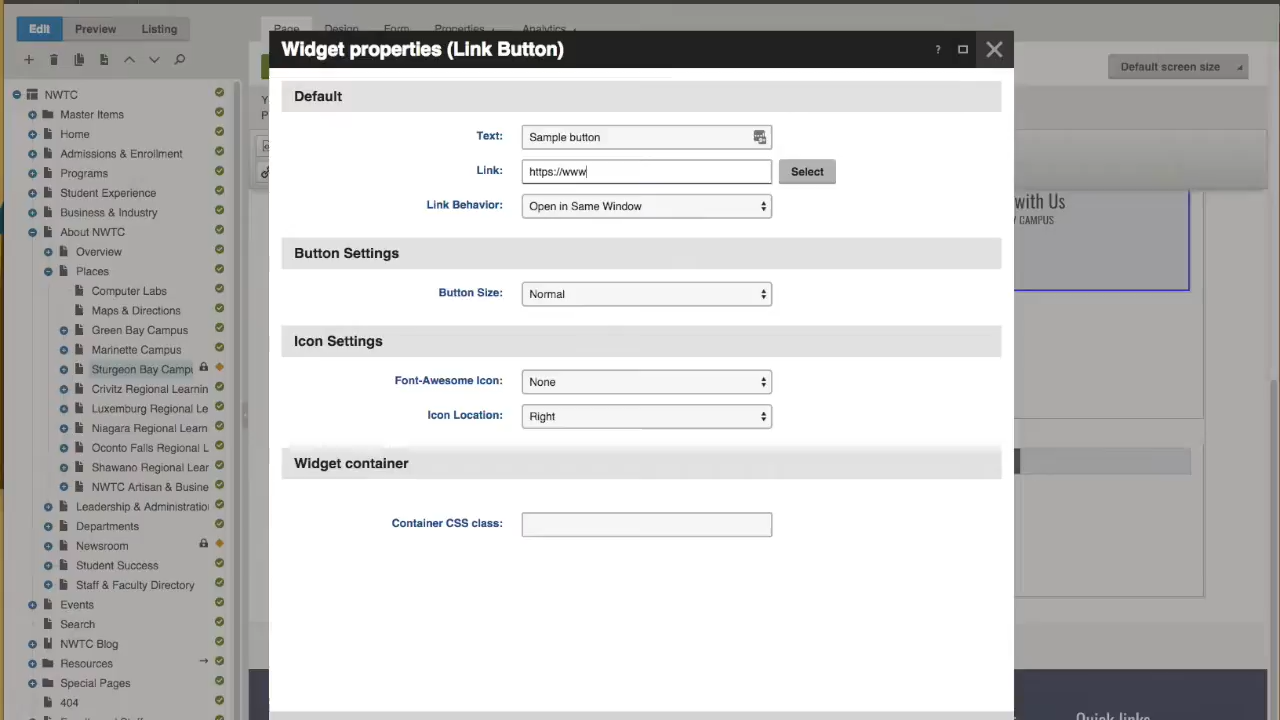 Edit Preview Listing
Page Design Form Properties Analytics
Widget properties (Link Button)
?
Default screen size
NWTC
Master Items
Home
Admissions & Enrollment
Programs
Student Experience
Business & Industry
About NWTC
Overview
Places
Computer Labs
Maps & Directions
Green Bay Campus
Marinette Campus
Sturgeon Bay Campu
Crivitz Regional Learnin
Luxemburg Regional Le
Niagara Regional Learn
Oconto Falls Regional L
Shawano Regional Lear
NWTC Artisan & Busine
Leadership & Administratio
Departments
Newsroom
Student Success
Staff & Faculty Directory
Events
Search
NWTC Blog
Resources
Special Pages
404
Default
Text: Sample button
Link: https://www Select
Link Behavior: Open in Same Window
Button Settings
Button Size: Normal
Icon Settings
Font-Awesome Icon: None
Icon Location: Right
Widget container
Container CSS class:
with Us
CAMPUS
Quick links